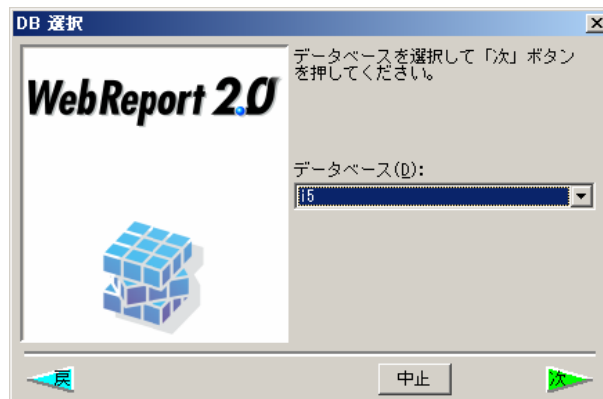 DB 選択
WebReport 2.0
データベースを選択して「次」ボタン
を押してください。
データベース(D):
i5
戻
中止
次